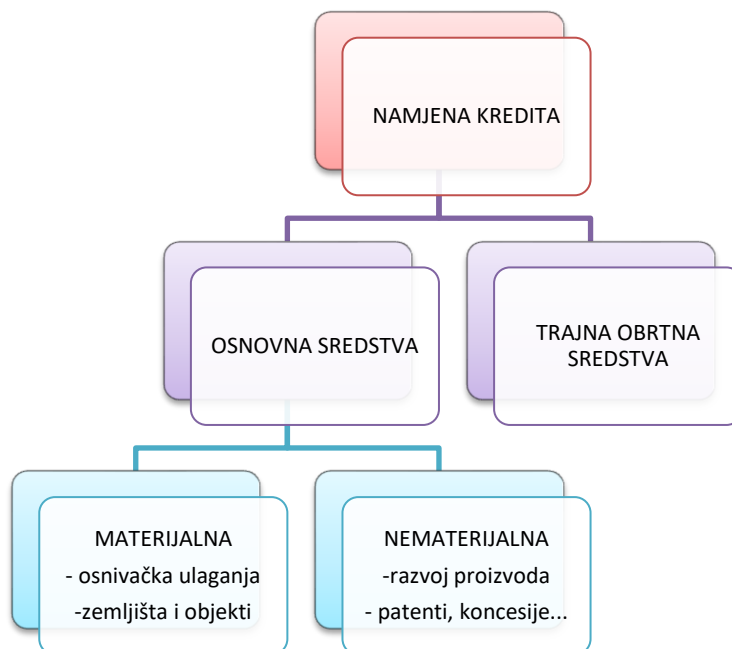 NAMJENA KREDITA
OSNOVNA SREDSTVA
TRAJNA OBRTNA
SREDSTVA
MATERIJALNA
- osnivačka ulaganja
-zemljišta i objekti
NEMATERIJALNA
-razvoj proizvoda
- patenti, koncesije...